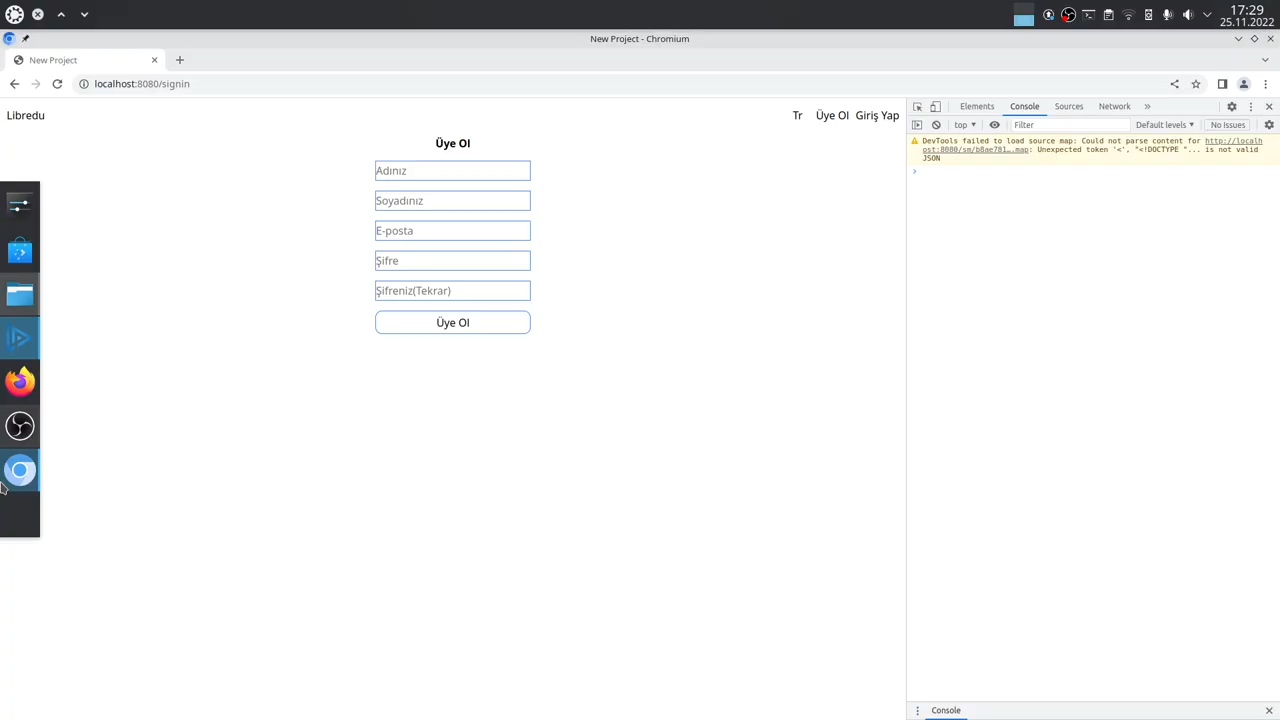 17:29
25.11.2022
New Project - Chromium
New Project
localhost:8080/signin
Libredu
Tr Üye Ol Giriş Yap
Üye Ol
Adınız
Soyadınız
E-posta
Şifre
Şifreniz(Tekrar)
Üye Ol
Elements Console Sources Network »
top Filter Default levels No Issues
DevTools failed to load source map: Could not parse content for http://localh
ost:8080/sm/b8ae781….map: Unexpected token '<', "<!DOCTYPE "... is not valid
JSON
Console